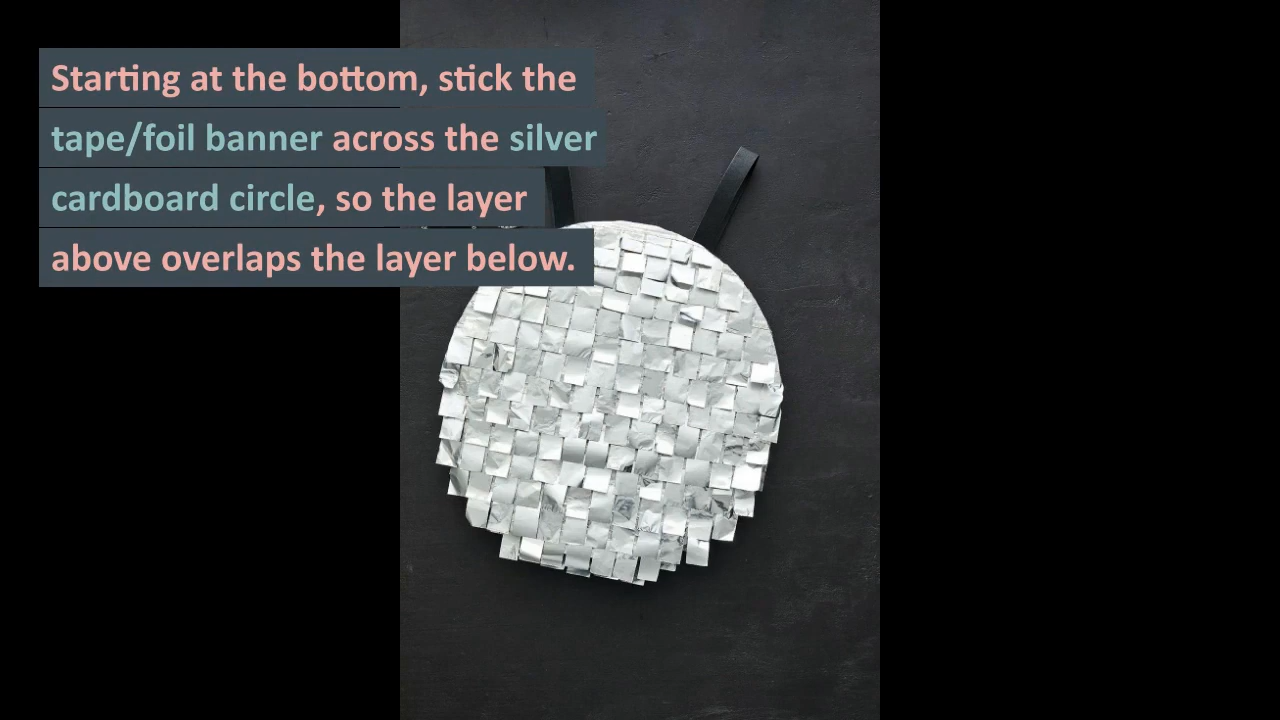 Starting at the bottom, stick the
tape/foil banner across the silver
cardboard circle, so the layer
above overlaps the layer below.